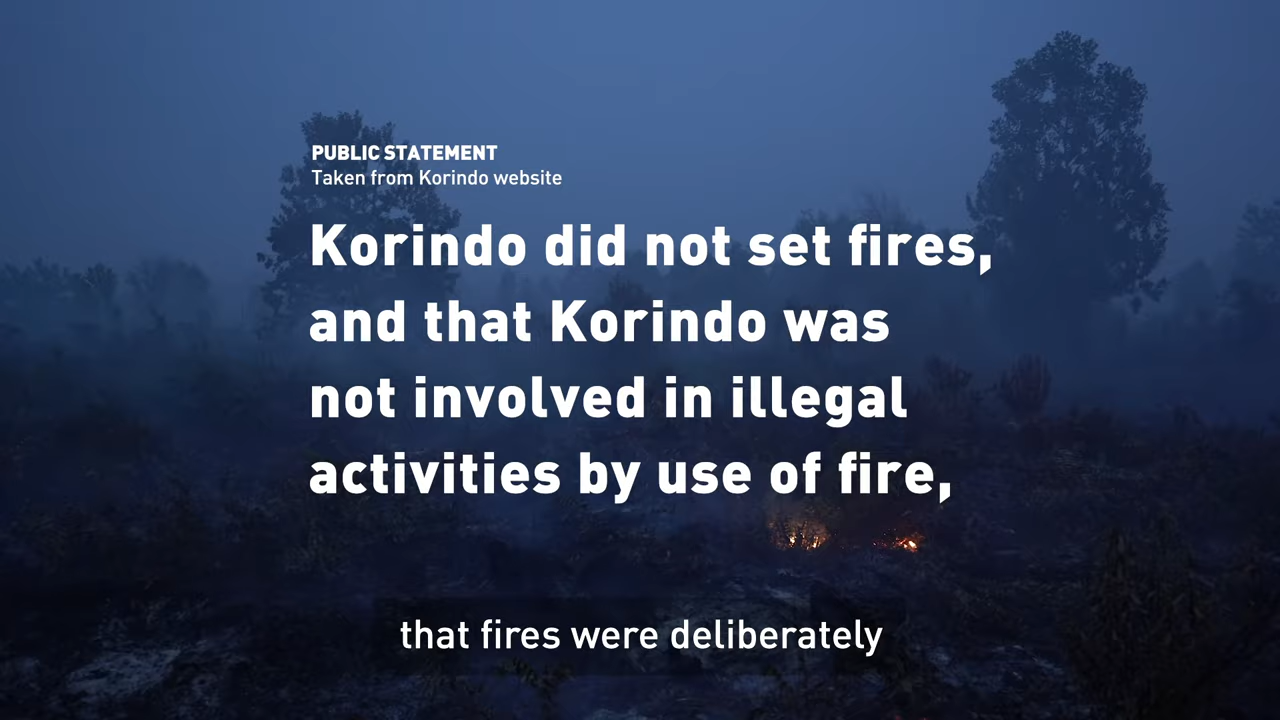 PUBLIC STATEMENT
Taken from Korindo website
Korindo did not set fires,
and that Korindo was
not involved in illegal
activities by use of fire,
that fires were deliberately